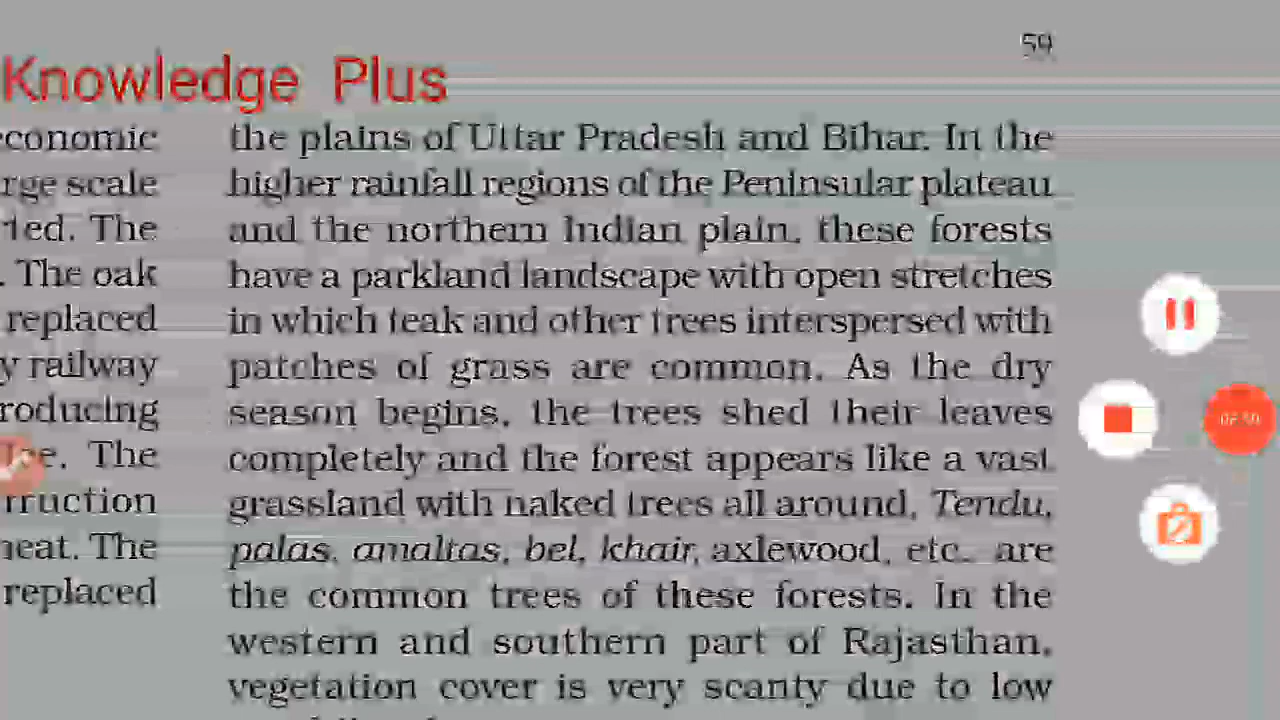 59
Knowledge Plus
economic
rge scale
The
. The oak
replaced
y railway
roducing
The
truction
heat. The
replaced
the plains of Uttar Pradesh and Bihar. In the
higher rainfall regions of the Peninsular plateau
and the northern Indian plain, these forests
have a parkland landscape with open stretches
in which teak and other trees interspersed with
patches of grass are common. As the dry
season begins, the trees shed their leaves
completely and the forest appears like a vast
grassland with naked trees all around. Tendu,
palas, amaltas, bel, khair, axlewood, etc. are
the common trees of these forests. In the
western and southern part of Rajasthan,
vegetation cover is very scanty due to low